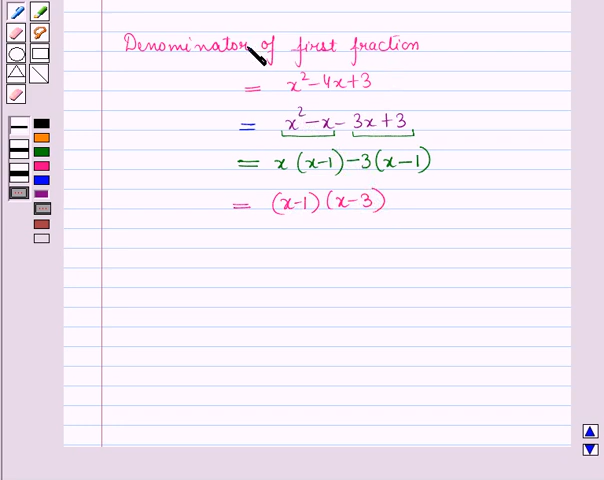 Denominator of first fraction
= x² - 4x + 3
= x² - x - 3x + 3
= x (x-1) - 3 (x-1)
= (x-1) (x-3)